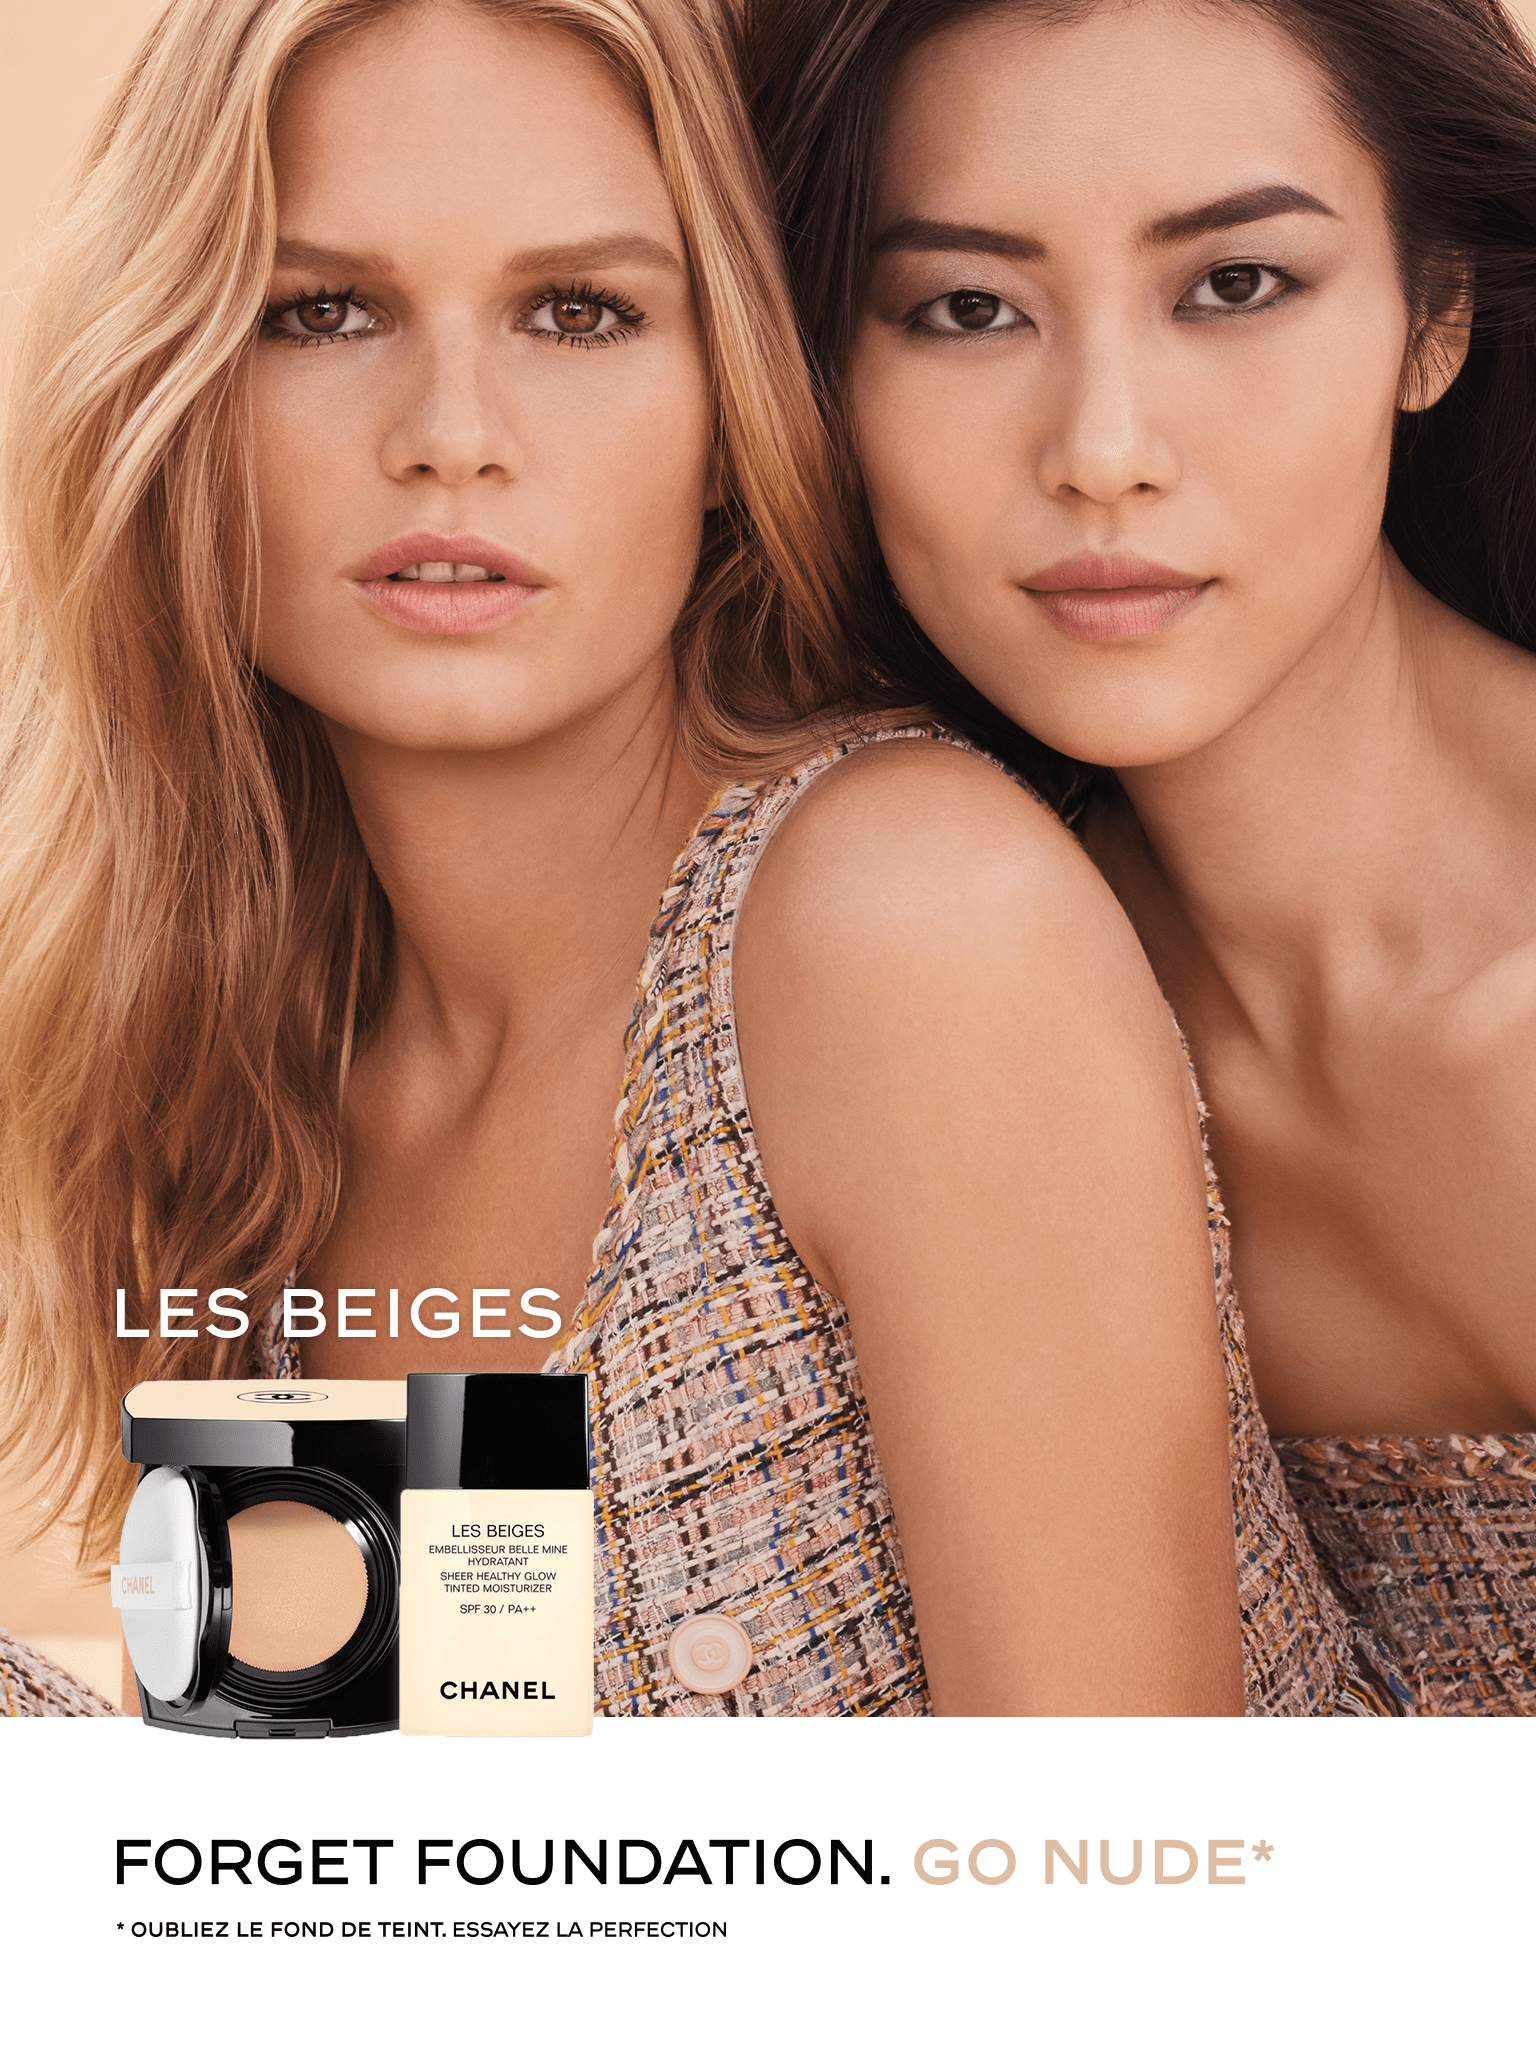 LES BEIGES
CHANEL
LES BEIGES
EMBELLISSEUR BELLE MINE
HYDRATANT
SHEER HEALTHY GLOW
TINTED MOISTURIZER
SPF 30 / PA++
CHANEL
FORGET FOUNDATION. GO NUDE*
* OUBLIEZ LE FOND DE TEINT. ESSAYEZ LA PERFECTION